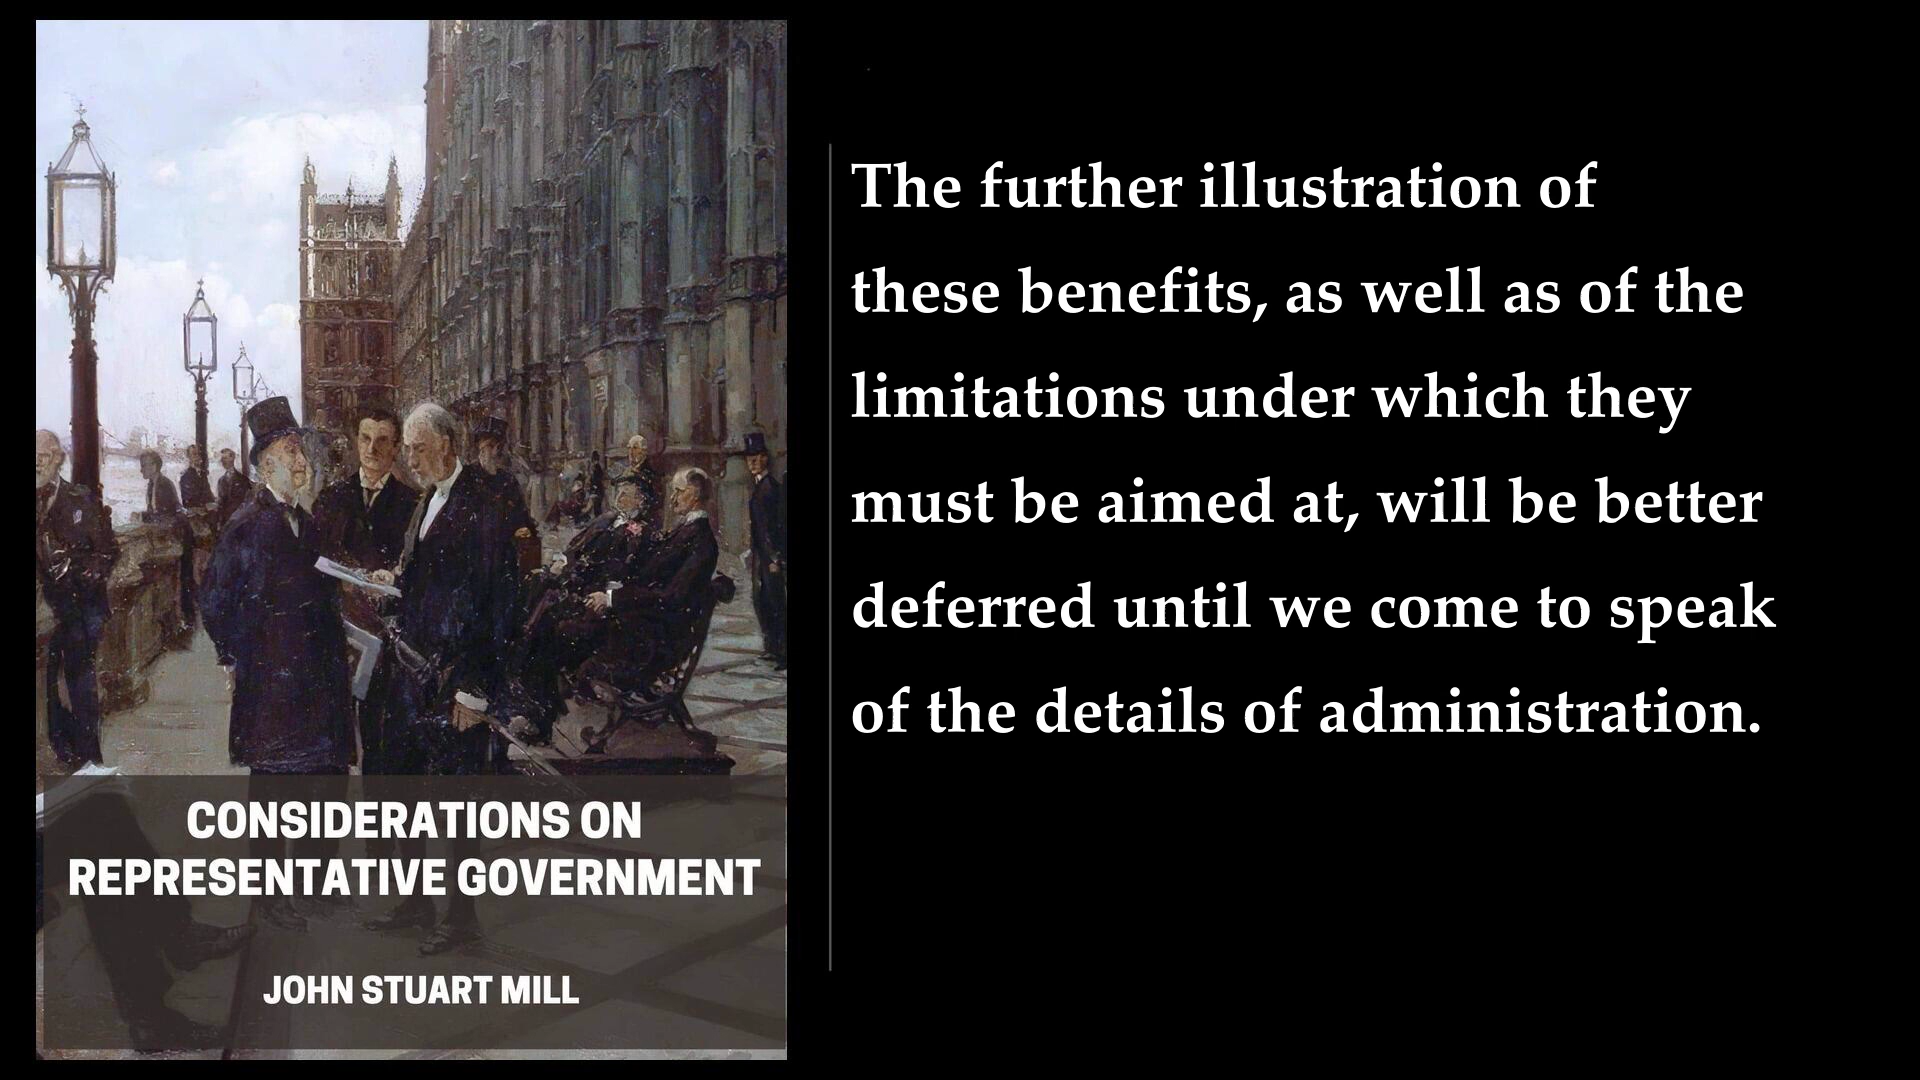 CONSIDERATIONS ON
REPRESENTATIVE GOVERNMENT
JOHN STUART MILL
The further illustration of
these benefits, as well as of the
limitations under which they
must be aimed at, will be better
deferred until we come to speak
of the details of administration.